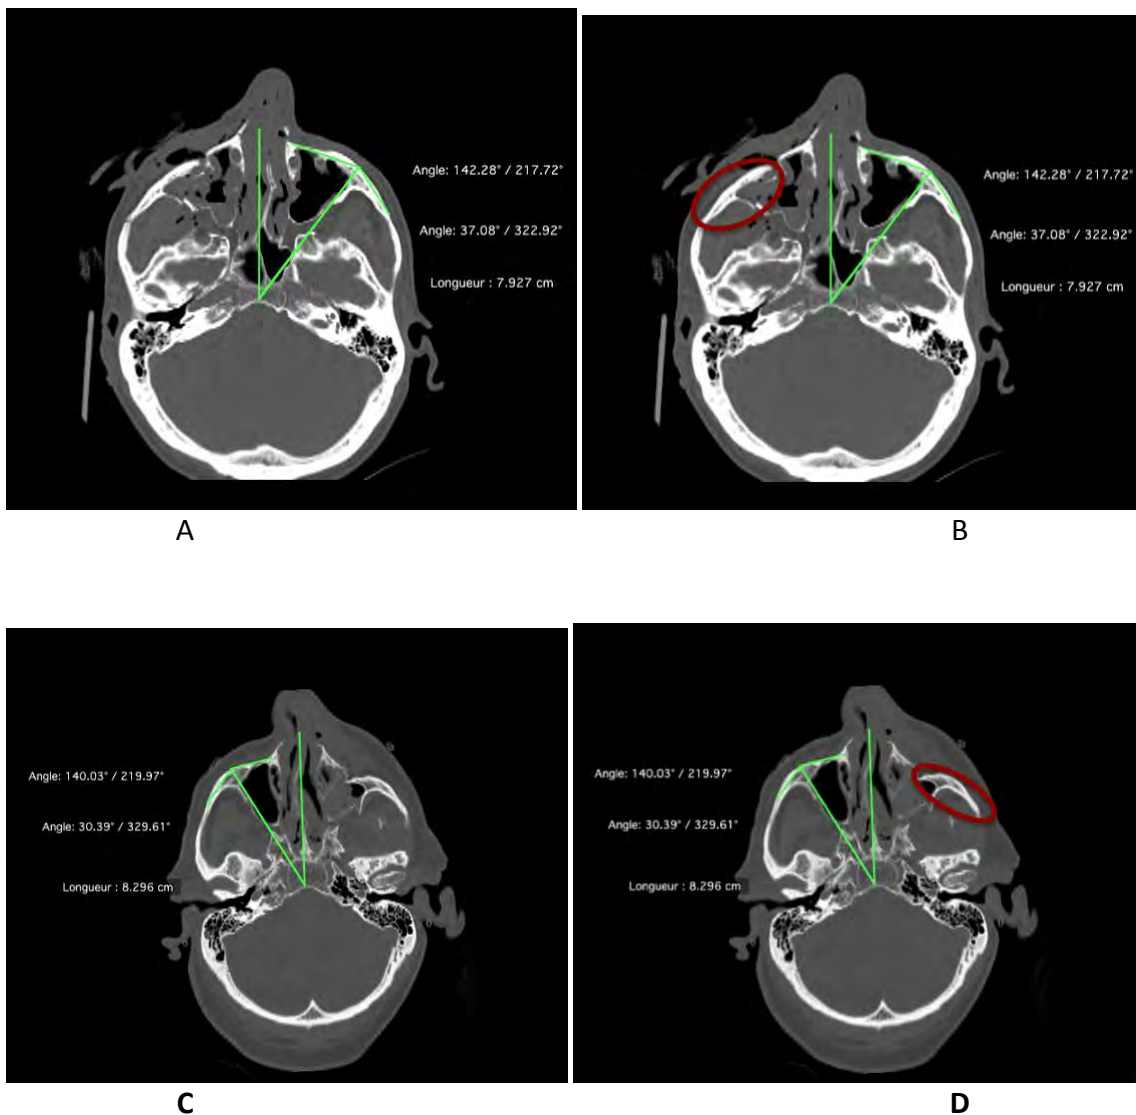 Angle: 142.28° / 217.72°
Angle: 37.08° / 322.92°
Longueur : 7.927 cm
Angle: 142.28° / 217.72°
Angle: 37.08° / 322.92°
Longueur : 7.927 cm
A
B
Angle: 140.03° / 219.97°
Angle: 30.39° / 329.61°
Longueur : 8.296 cm
Angle: 140.03° / 219.97°
Angle: 30.39° / 329.61°
Longueur : 8.296 cm
C
D